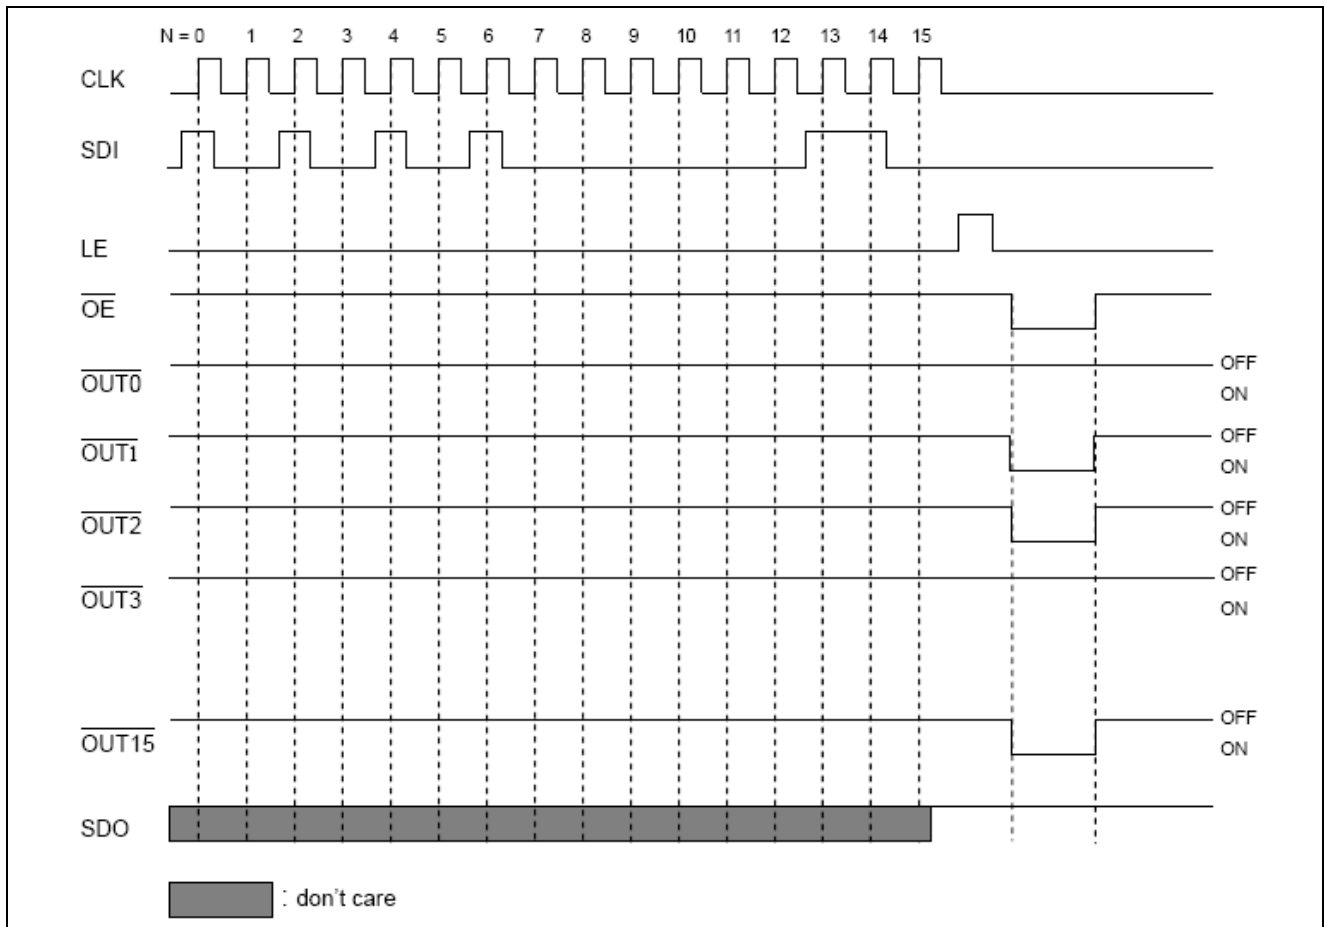 N = 0 1 2 3 4 5 6 7 8 9 10 11 12 13 14 15
CLK
SDI
LE
OE
OUT0
OFF
ON
OUT1
OFF
ON
OUT2
OFF
ON
OUT3
OFF
ON
OUT15
OFF
ON
SDO
: don't care